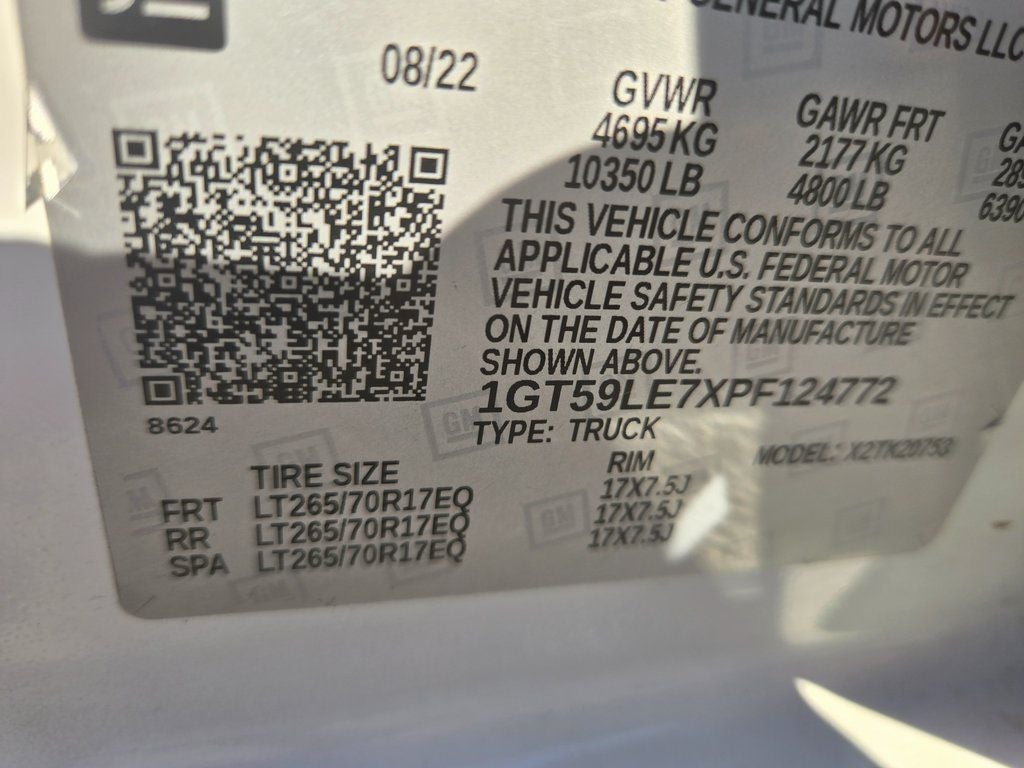 GENERAL MOTORS LLC
08/22
GVWR GAWR FRT GA
4695 KG 2177 KG 285
10350 LB 4800 LB 6390
THIS VEHICLE CONFORMS TO ALL
APPLICABLE U.S. FEDERAL MOTOR
VEHICLE SAFETY STANDARDS IN EFFECT
ON THE DATE OF MANUFACTURE
SHOWN ABOVE.
1GT59LE7XPF124772
8624
TYPE: TRUCK
MODEL: X2TK20753
TIRE SIZE RIM
FRT LT265/70R17EQ 17X7.5J
RR LT265/70R17EQ 17X7.5J
SPA LT265/70R17EQ 17X7.5J